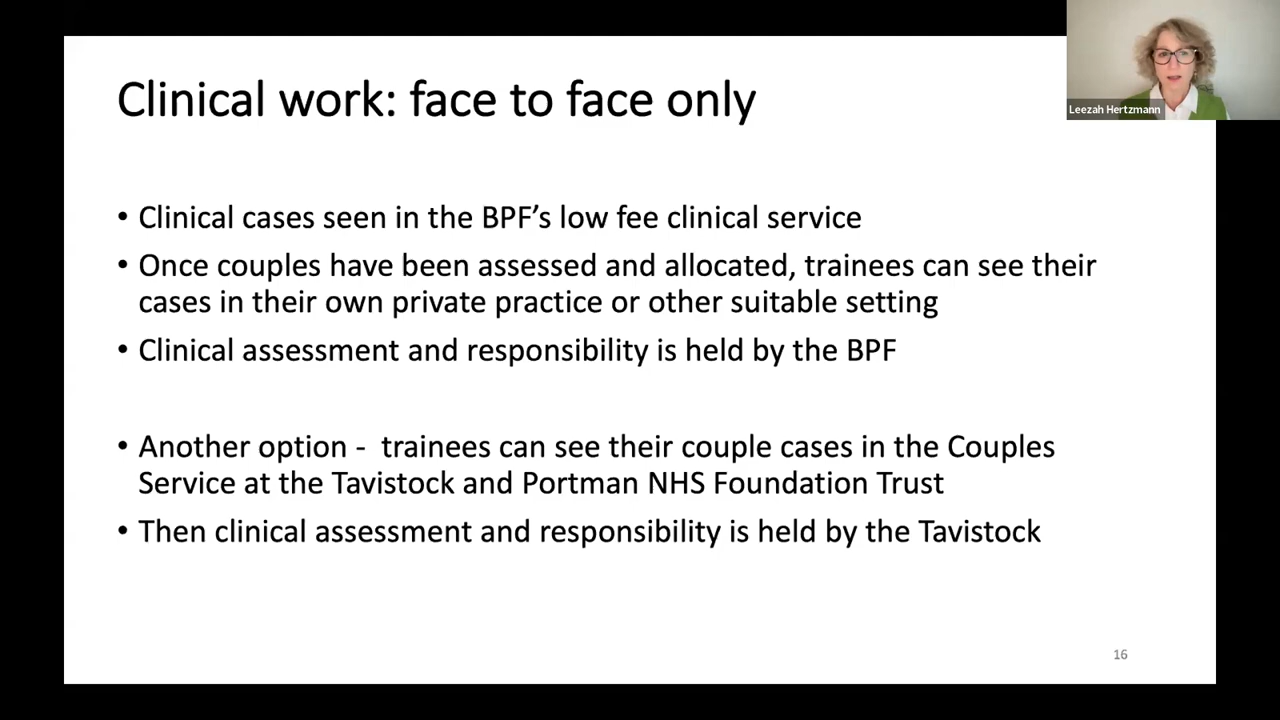 Clinical work: face to face only
Leezah Hertzmann
• Clinical cases seen in the BPF’s low fee clinical service
• Once couples have been assessed and allocated, trainees can see their
cases in their own private practice or other suitable setting
• Clinical assessment and responsibility is held by the BPF
• Another option -  trainees can see their couple cases in the Couples
Service at the Tavistock and Portman NHS Foundation Trust
• Then clinical assessment and responsibility is held by the Tavistock
16